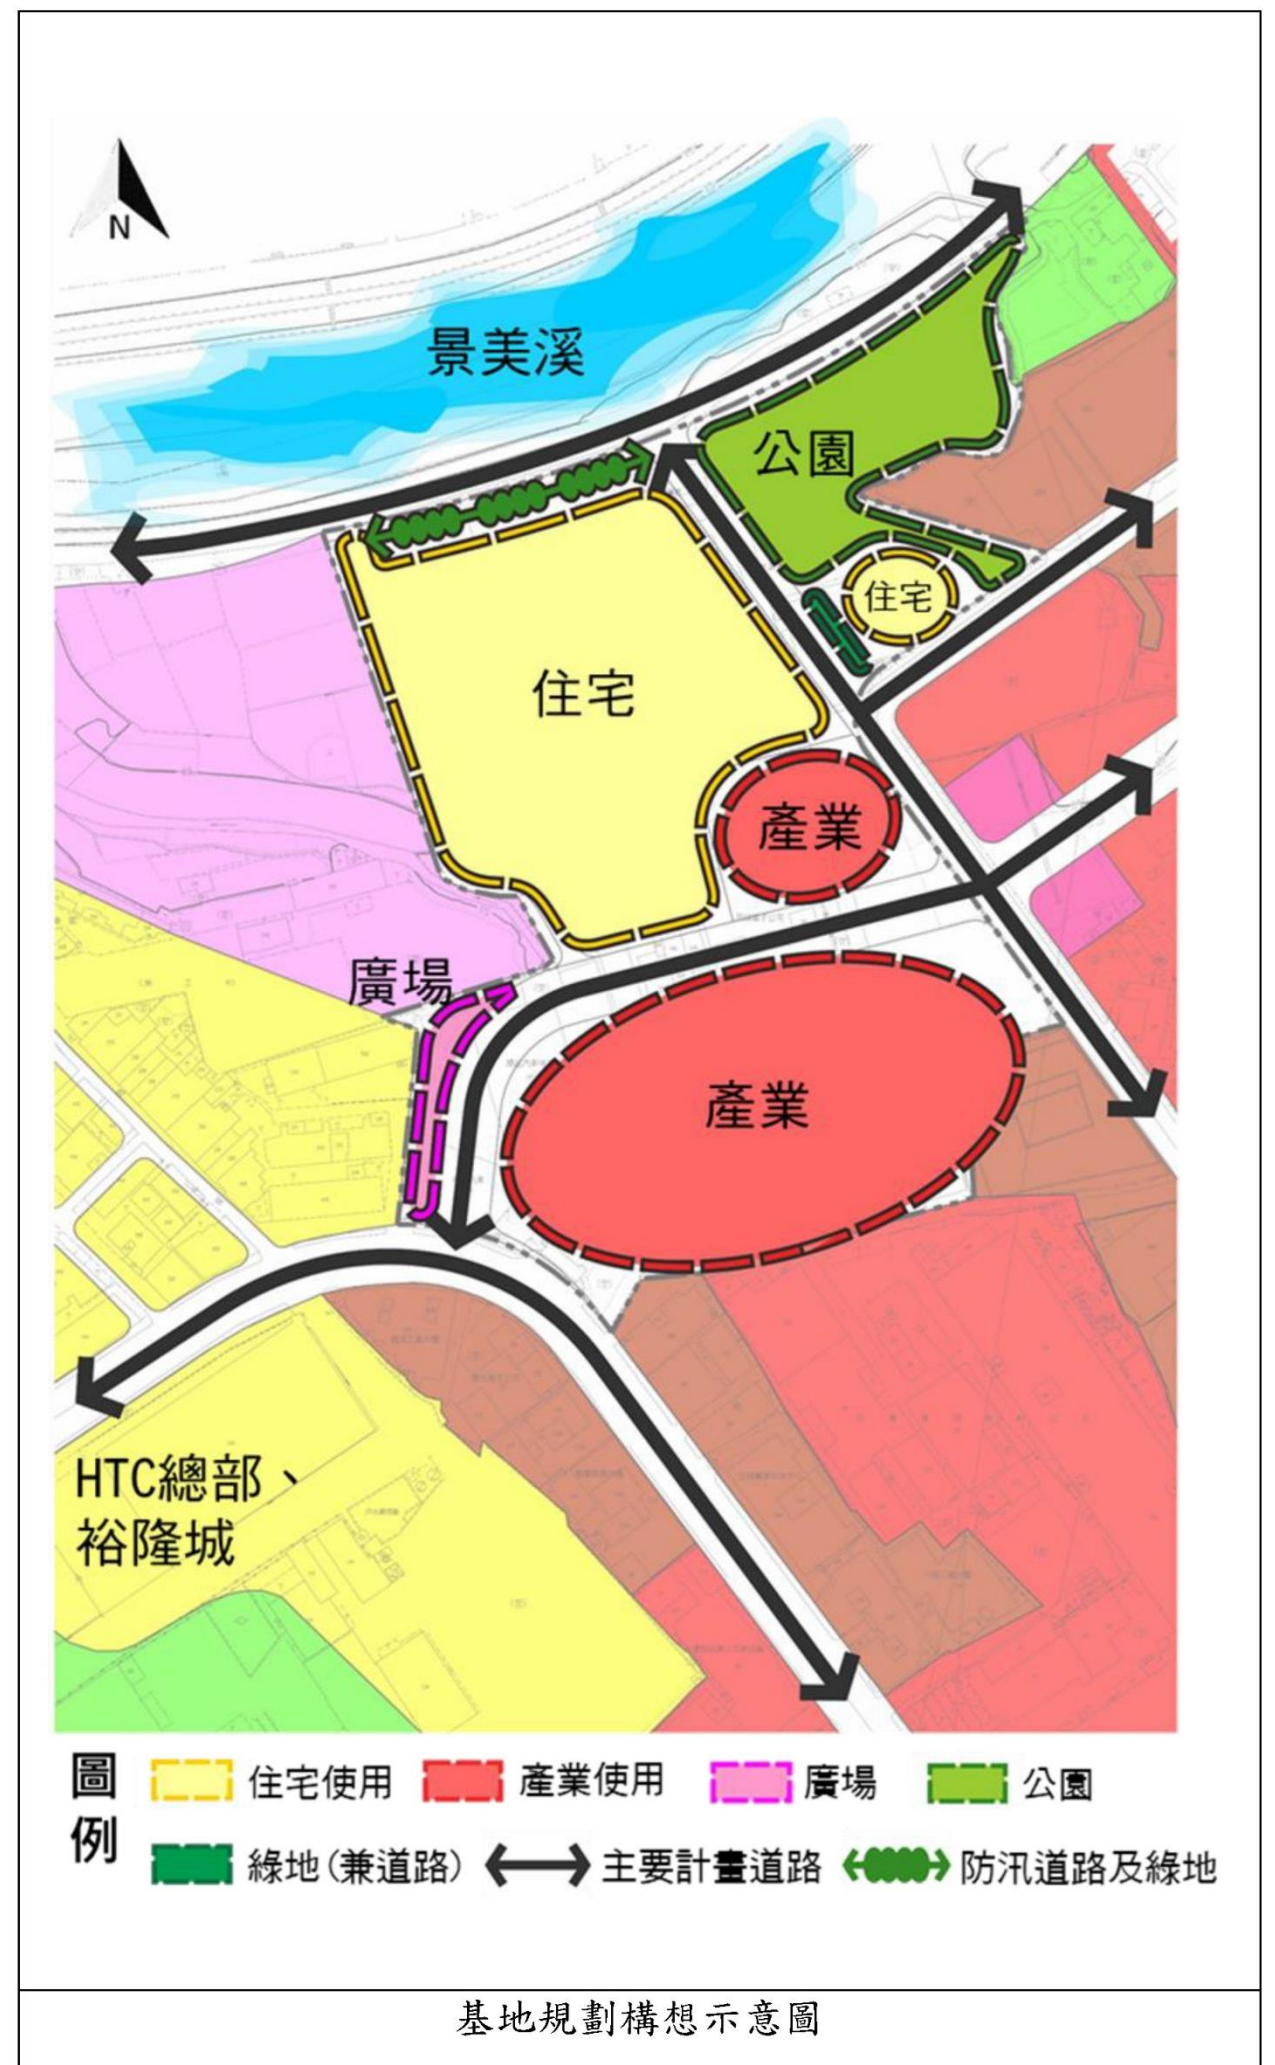 N
景美溪
公園
住宅
住宅
產業
廣場
產業
HTC總部、
裕隆城
圖例
住宅使用
產業使用
廣場
公園
綠地(兼道路)
主要計畫道路
防汛道路及綠地
基地規劃構想示意圖